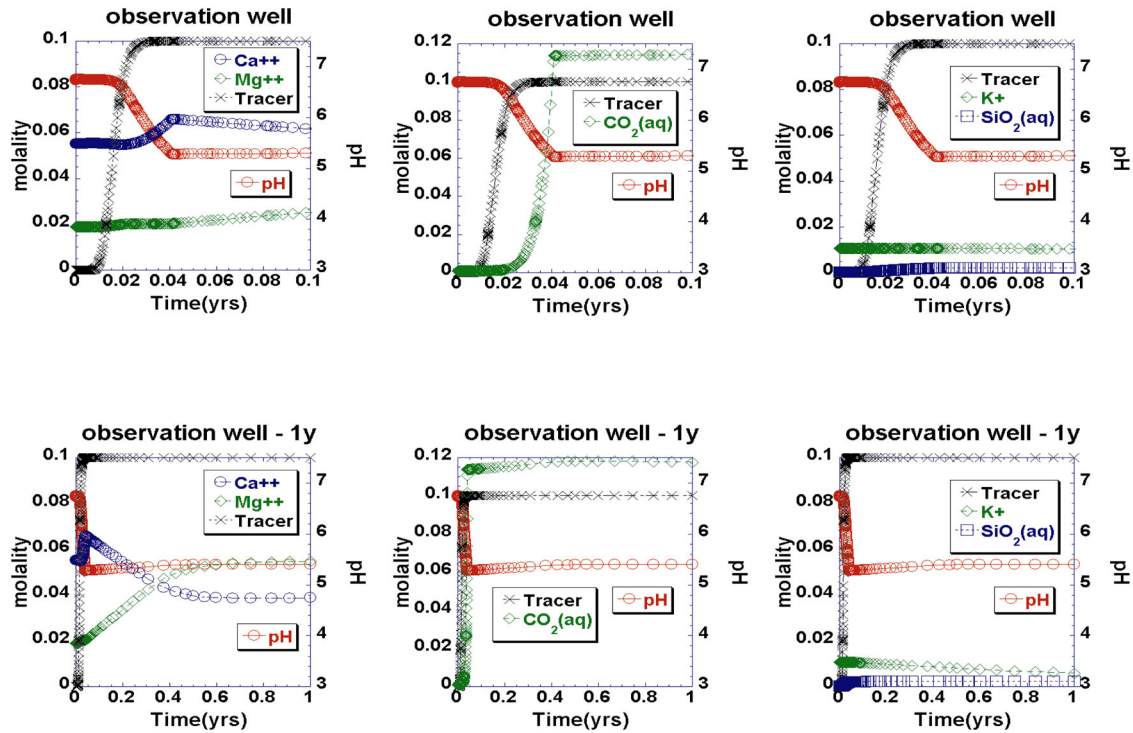 observation well
0.1
0.08
0.06
0.04
0.02
0
molality
Ca++
Mg++
Tracer
pH
7
6
5
4
3
pH
0 0.02 0.04 0.06 0.08 0.1
Time(yrs)
observation well
0.12
0.1
0.08
0.06
0.04
0.02
0
molality
Tracer
CO2(aq)
pH
7
6
5
4
3
pH
0 0.02 0.04 0.06 0.08 0.1
Time(yrs)
observation well
0.1
0.08
0.06
0.04
0.02
0
molality
Tracer
K+
SiO2(aq)
pH
7
6
5
4
3
pH
0 0.02 0.04 0.06 0.08 0.1
Time(yrs)
observation well - 1y
0.1
0.08
0.06
0.04
0.02
0
molality
Ca++
Mg++
Tracer
pH
7
6
5
4
3
pH
0 0.2 0.4 0.6 0.8 1
Time(yrs)
observation well - 1y
0.12
0.1
0.08
0.06
0.04
0.02
0
molality
Tracer
CO2(aq)
pH
7
6
5
4
3
pH
0 0.2 0.4 0.6 0.8 1
Time(yrs)
observation well - 1y
0.1
0.08
0.06
0.04
0.02
0
molality
Tracer
K+
SiO2(aq)
pH
7
6
5
4
3
pH
0 0.2 0.4 0.6 0.8 1
Time(yrs)